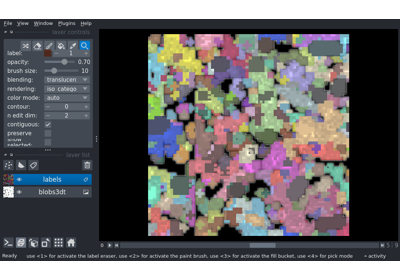 File View Window Plugins Help
layer controls
label: 1
opacity: 0.70
brush size: 10
blending: translucen
rendering: iso_catego
color mode: auto
contour: 0
n edit dim: 2
contiguous:
preserve
show
selected:
layer list
labels
blobs3dt
Ready use <1> for activate the label eraser, use <2> for activate the paint brush, use <3> for activate the fill bucket, use <4> for pick mode activity